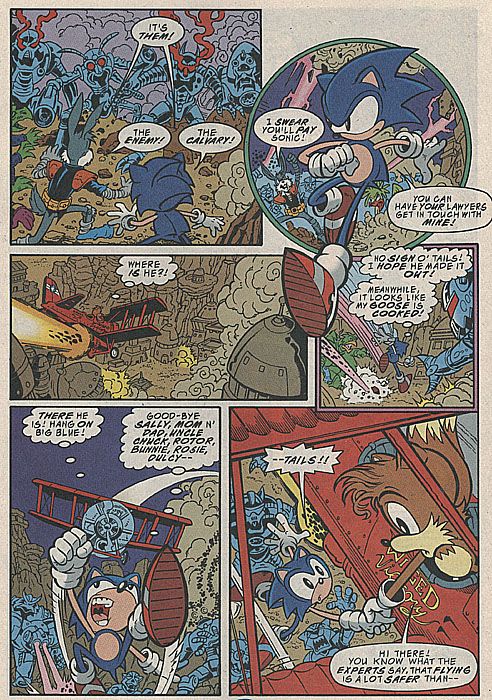 IT'S
THEM!
THE
ENEMY!
THE
CALVARY!
I SWEAR
YOU'LL PAY
SONIC!
YOU CAN
HAVE YOUR LAWYERS
GET IN TOUCH WITH
MINE!
WHERE
IS HE?!
NO SIGN O' TAILS!
I HOPE HE MADE IT
OUT!
MEANWHILE,
IT LOOKS LIKE
MY GOOSE IS
COOKED!
THERE HE
IS! HANG ON
BIG BLUE!
GOOD-BYE
SALLY, MOM N'
DAD, UNCLE
CHUCK, ROTOR,
BUNNIE, ROSIE,
DULCY--
--TAILS!!
HI THERE!
YOU KNOW WHAT THE
EXPERTS SAY, THAT FLYING
IS A LOT SAFER THAN--